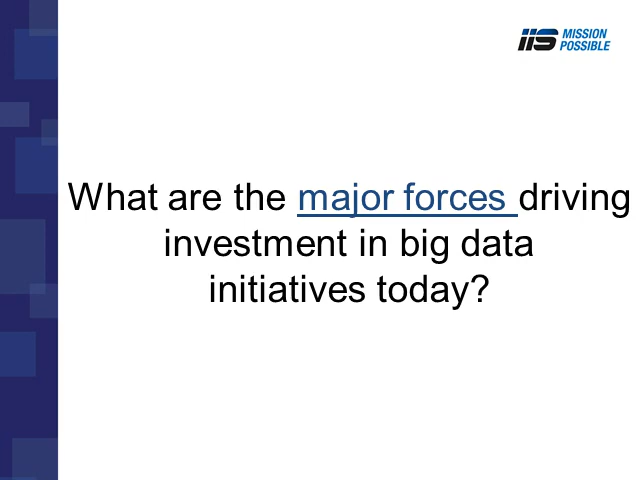 iis MISSION
POSSIBLE
What are the major forces driving
investment in big data
initiatives today?